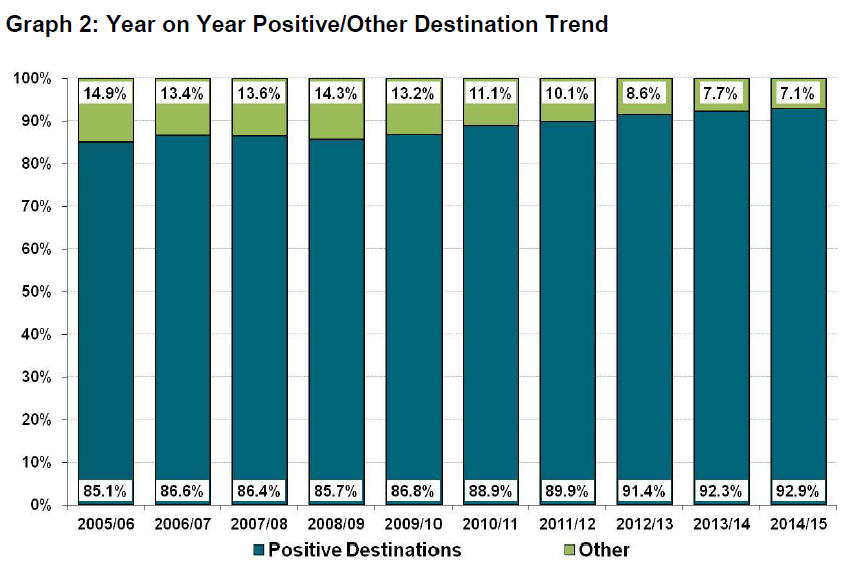 Graph 2: Year on Year Positive/Other Destination Trend
100%
14.9% 13.4% 13.6% 14.3% 13.2% 11.1% 10.1% 8.6% 7.7% 7.1%
90%
80%
70%
60%
50%
40%
30%
20%
10%
85.1% 86.6% 86.4% 85.7% 86.8% 88.9% 89.9% 91.4% 92.3% 92.9%
0%
2005/06 2006/07 2007/08 2008/09 2009/10 2010/11 2011/12 2012/13 2013/14 2014/15
Positive Destinations Other